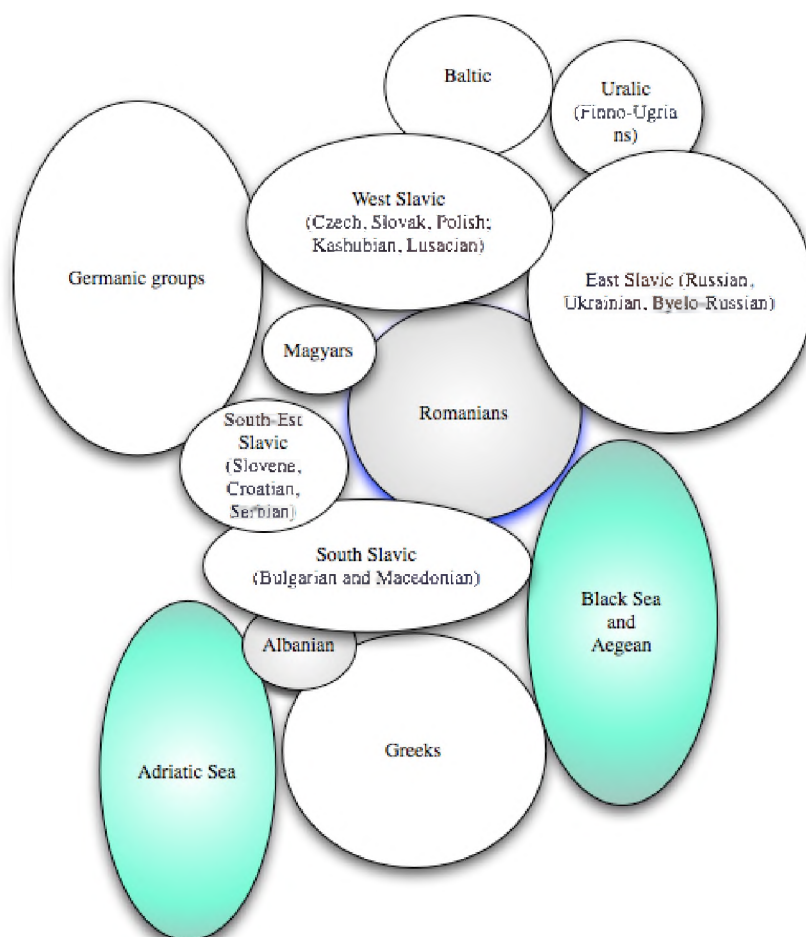 Baltic
Uralic
(Finno-Ugria
ns)
West Slavic
(Czech, Slovak, Polish;
Kashubian, Lusacian)
Germanic groups
East Slavic (Russian,
Ukrainian, Byelo-Russian)
Magyars
Romanians
South-Est
Slavic
(Slovene,
Croatian,
Serbian)
South Slavic
(Bulgarian and Macedonian)
Black Sea
and
Aegean
Albanian
Greeks
Adriatic Sea